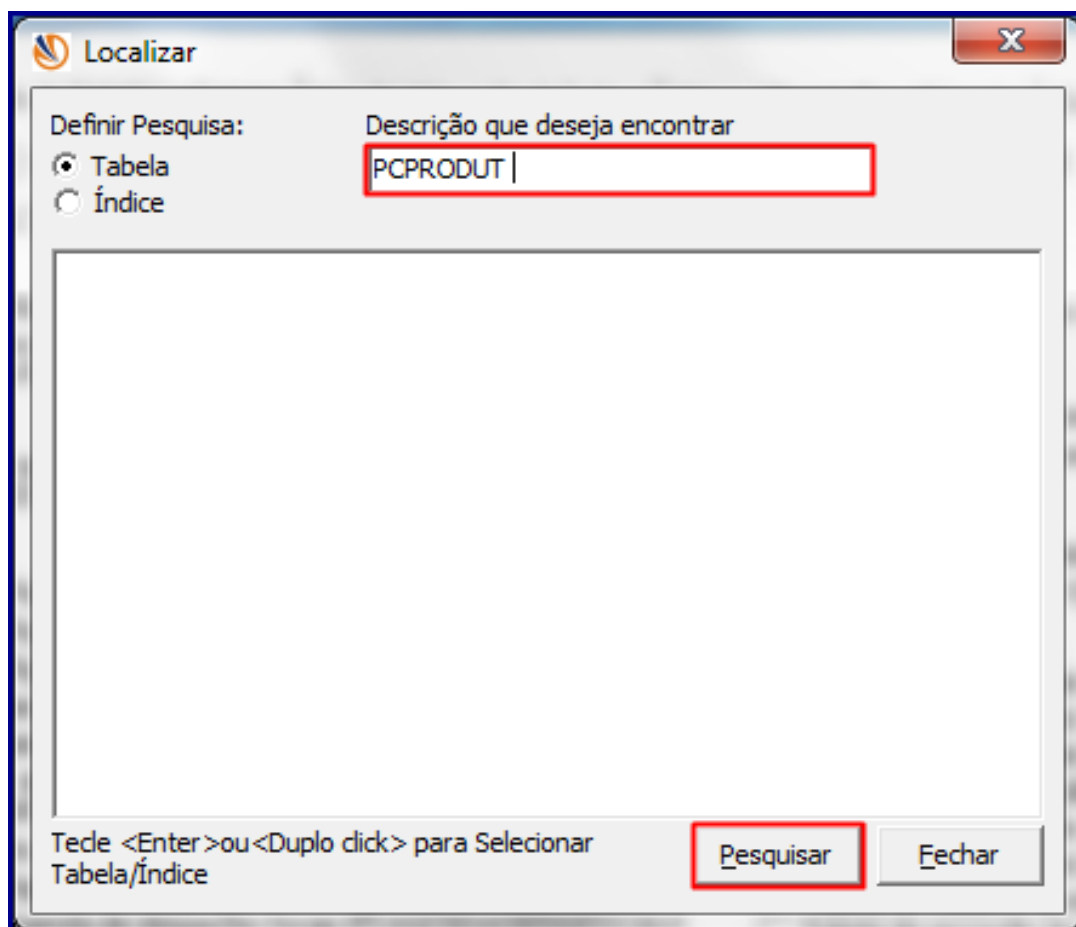 Localizar
Definir Pesquisa:
Descrição que deseja encontrar
Tabela
PCPRODUT
Índice
Tecle <Enter>ou<Duplo click> para Selecionar
Tabela/Índice
Pesquisar
Fechar